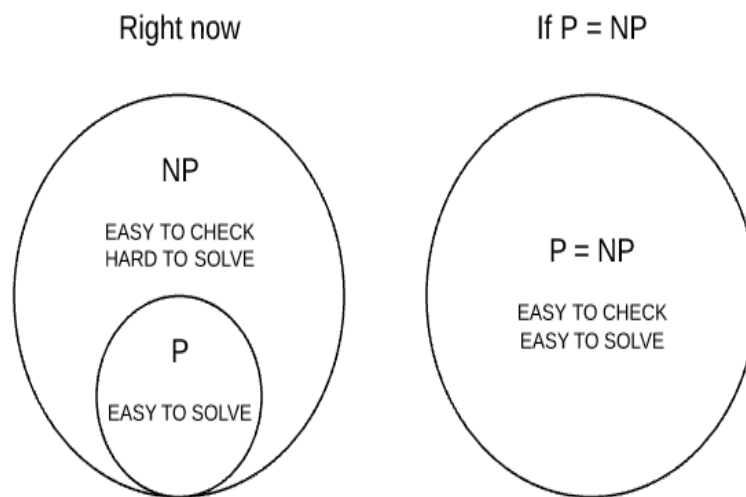 Right now
If P = NP
NP
EASY TO CHECK
HARD TO SOLVE
P
EASY TO SOLVE
P = NP
EASY TO CHECK
EASY TO SOLVE